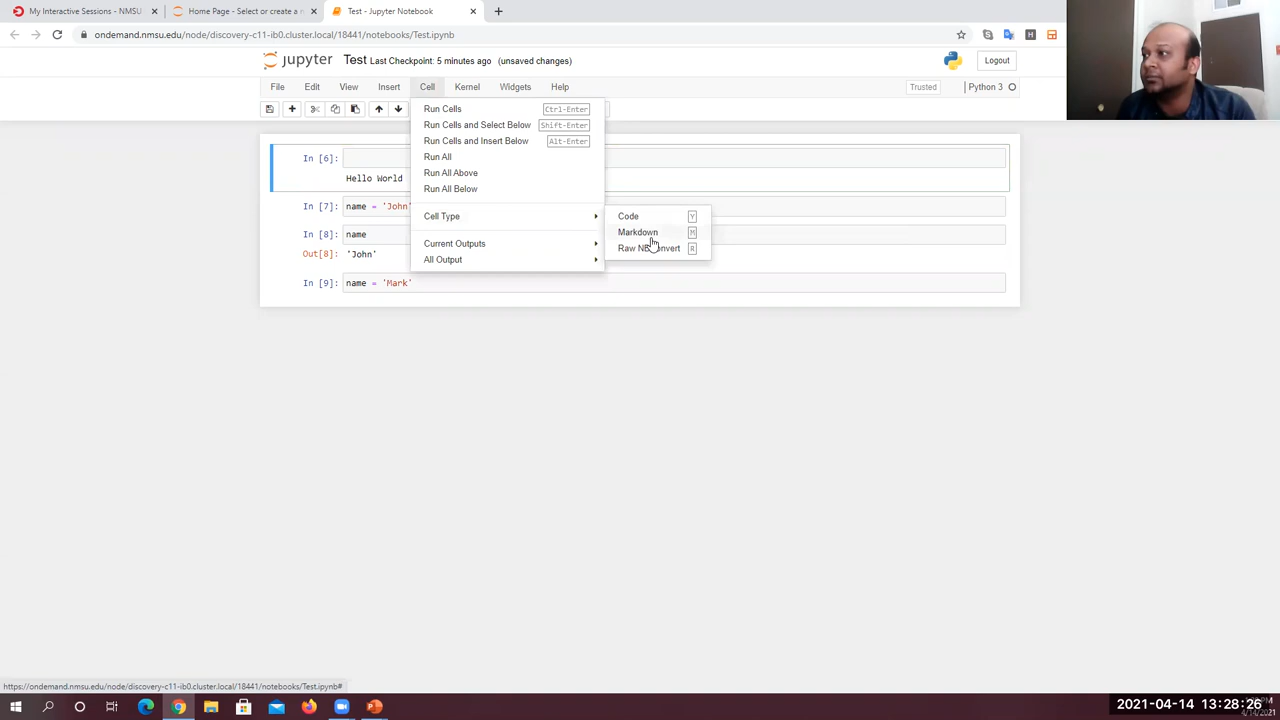 My Interactive Sessions - NMSU
Home Page - Select or create a n
Test - Jupyter Notebook
ondemand.nmsu.edu/node/discovery-c11-ib0.cluster.local/18441/notebooks/Test.ipynb
jupyter Test Last Checkpoint: 5 minutes ago (unsaved changes)
Logout
File Edit View Insert Cell Kernel Widgets Help
Trusted
Python 3
Run Cells Ctrl-Enter
Run Cells and Select Below Shift-Enter
Run Cells and Insert Below Alt-Enter
Run All
Run All Above
Run All Below
Cell Type
Current Outputs
All Output
Code Y
Markdown M
Raw NBConvert R
In [6]:
Hello World
In [7]: name = 'John'
In [8]: name
Out[8]: 'John'
In [9]: name = 'Mark'
https://ondemand.nmsu.edu/node/discovery-c11-ib0.cluster.local/18441/notebooks/Test.ipynb#
2021-04-14 13:28:26